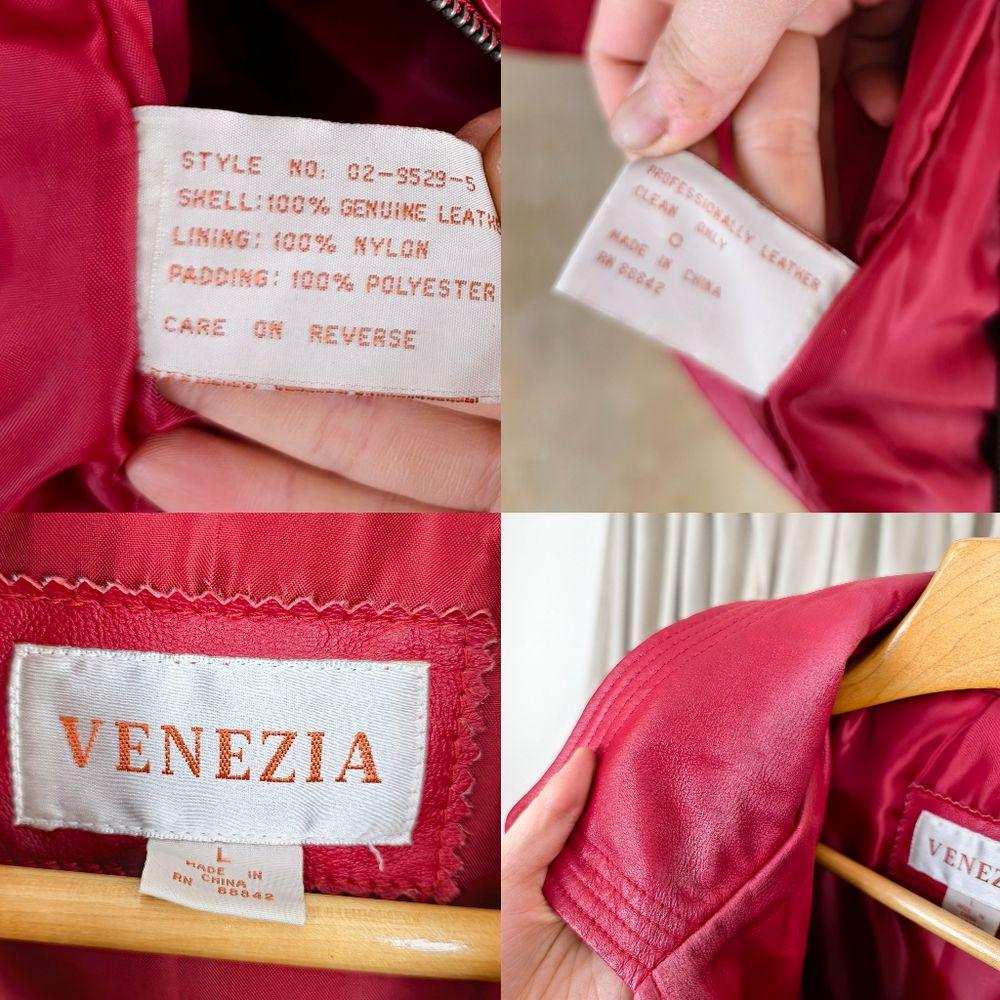 STYLE NO: 02-9529-5
SHELL:100% GENUINE LEATH
LINING: 100% NYLON
PADDING: 100% POLYESTER
CARE ON REVERSE
PROFESSIONALLY LEATHER
CLEAN ONLY
O
MADE IN CHINA
RN 88842
VENEZIA
L
MADE IN
CHINA
RN 88842
VENEZ